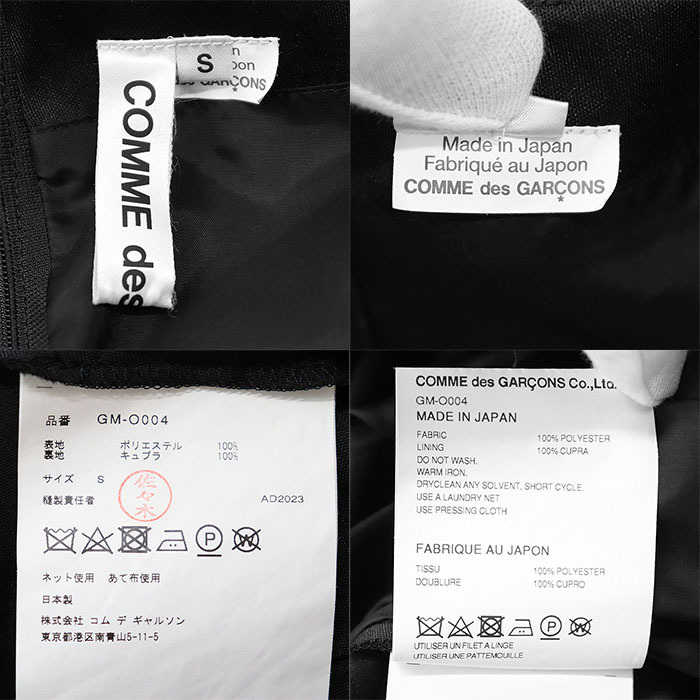 COMME des
S
in
pon
des GARÇONS
*
Made in Japan
Fabriqué au Japon
COMME des GARÇONS
*
品番 GM-O004
表地 ポリエステル 100%
裏地 キュプラ 100%
サイズ S
縫製責任者 佐々木 AD2023
ネット使用 あて布使用
日本製
株式会社 コム デ ギャルソン
東京都港区南青山5-11-5
COMME des GARÇONS Co.,Ltd.
GM-O004
MADE IN JAPAN
FABRIC 100% POLYESTER
LINING 100% CUPRA
DO NOT WASH.
WARM IRON.
DRYCLEAN ANY SOLVENT, SHORT CYCLE.
USE A LAUNDRY NET
USE PRESSING CLOTH
FABRIQUE AU JAPON
TISSU 100% POLYESTER
DOUBLURE 100% CUPRO
UTILISER UN FILET A LINGE
UTILISER UNE PATTEMOUILLE